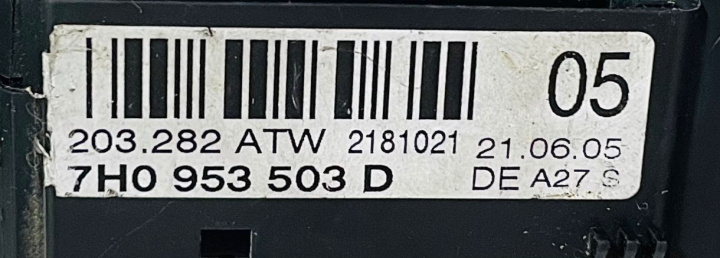 05
203.282 ATW 2181021 21.06.05
7H0 953 503 D DE A27 S